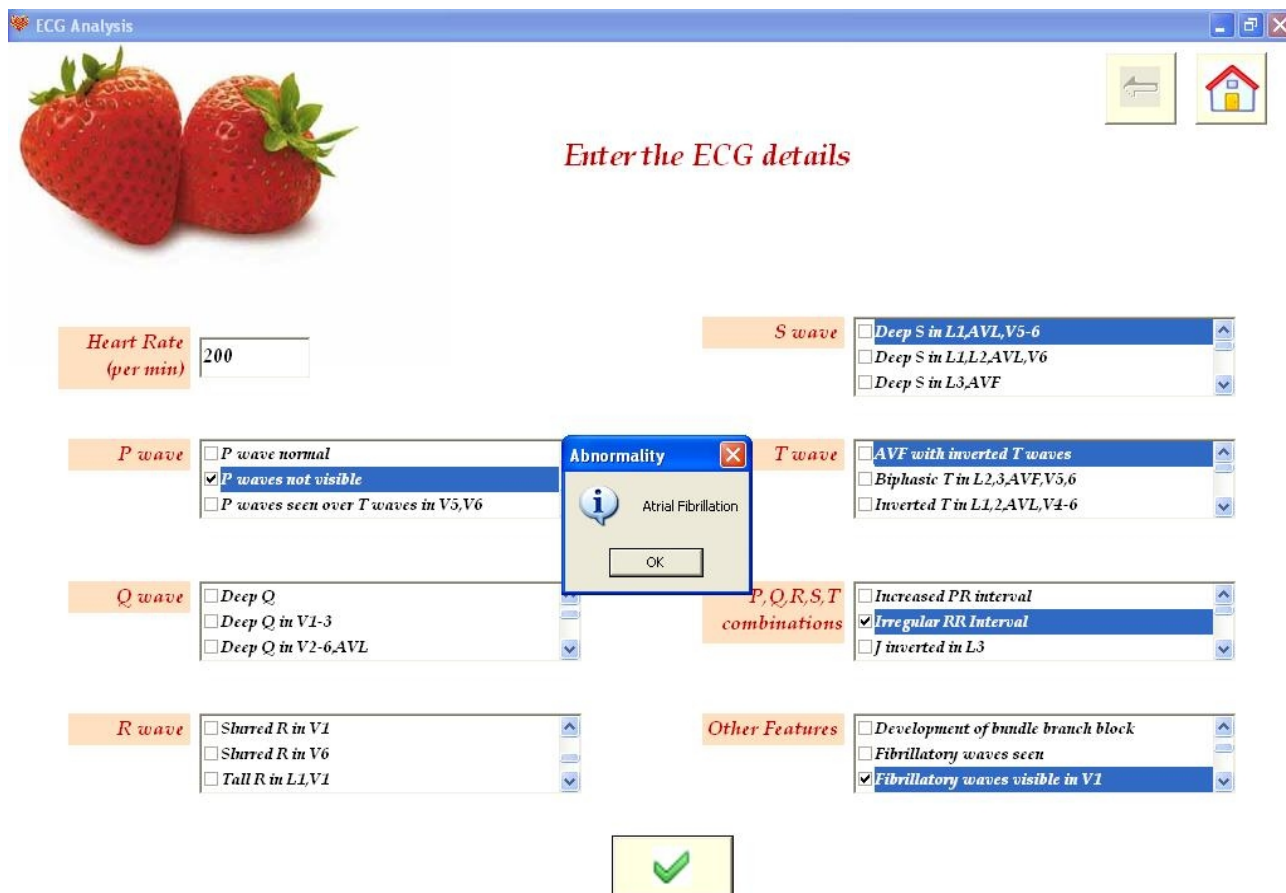 ECG Analysis
Enter the ECG details
Heart Rate
(per min)
200
S wave
Deep S in L1,AVL,V5-6
Deep S in L1,L2,AVL,V6
Deep S in L3,AVF
P wave
P wave normal
P waves not visible
P waves seen over T waves in V5,V6
Abnormality
Atrial Fibrillation
OK
T wave
AVF with inverted T waves
Biphasic T in L2,3,AVF,V5,6
Inverted T in L1,2,AVL,V4-6
Q wave
Deep Q
Deep Q in V1-3
Deep Q in V2-6,AVL
P,Q,R,S,T
combinations
Increased PR interval
Irregular RR Interval
J inverted in L3
R wave
Slurred R in V1
Slurred R in V6
Tall R in L1,V1
Other Features
Development of bundle branch block
Fibrillatory waves seen
Fibrillatory waves visible in V1